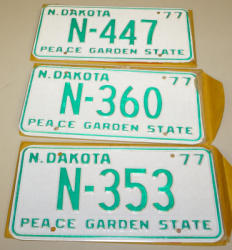 N. DAKOTA '77
N-447
PEACE GARDEN STATE
N. DAKOTA '77
N-360
PEACE GARDEN STATE
N. DAKOTA '77
N-353
PEACE GARDEN STATE